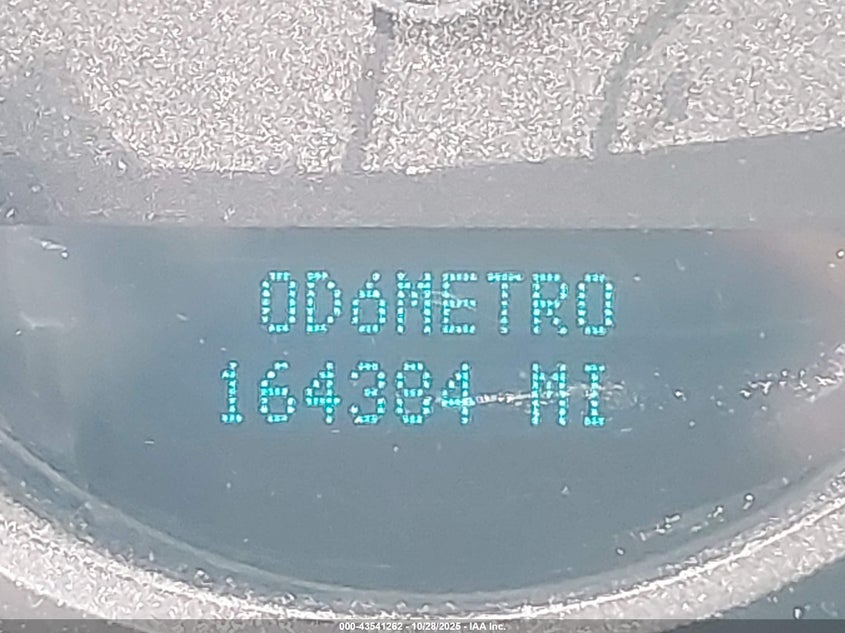 ODóMETRO
164384 MI
000-43541262 - 10/28/2025 - IAA Inc.